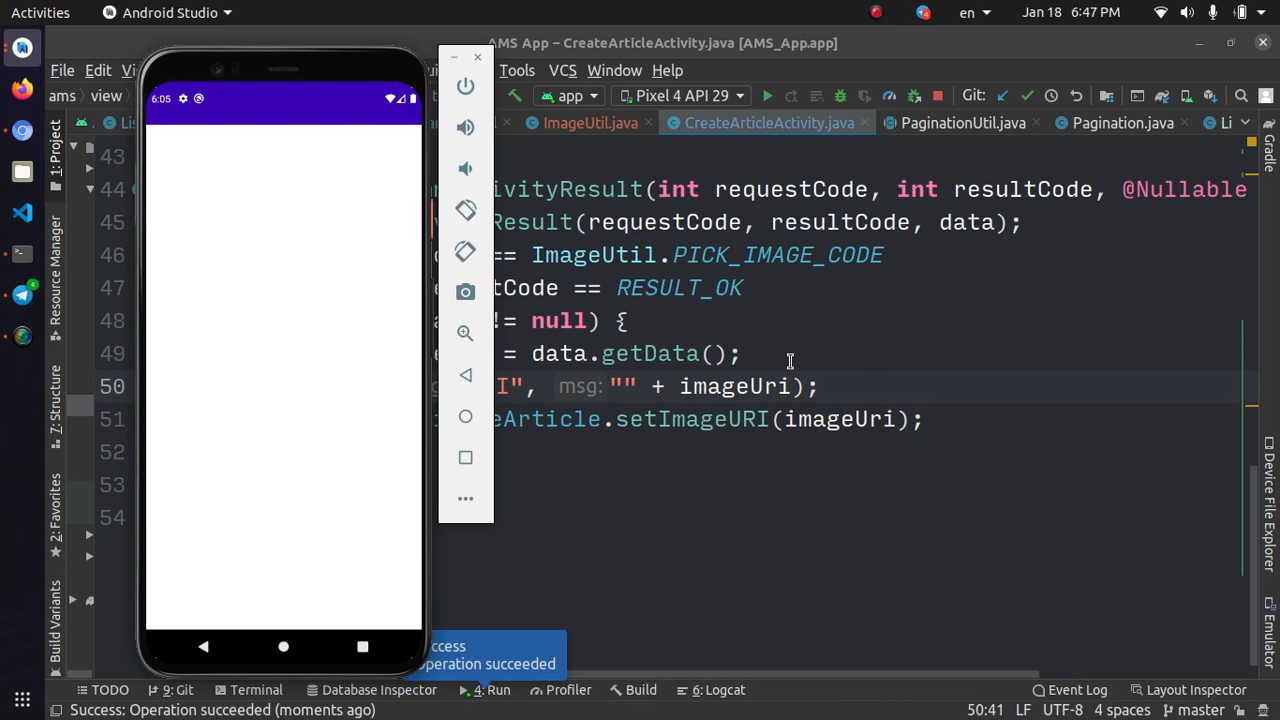 Activities Android Studio en Jan 18 6:47 PM
AMS App – CreateArticleActivity.java [AMS_App.app]
File Edit Vi Tools VCS Window Help
ams view app Pixel 4 API 29 Git:
Lis ImageUtil.java CreateArticleActivity.java PaginationUtil.java Pagination.java Li
6:05
43
44 ivityResult(int requestCode, int resultCode, @Nullable
45 Result(requestCode, resultCode, data);
46 == ImageUtil.PICK_IMAGE_CODE
47 tCode == RESULT_OK
48 != null) {
49 = data.getData();
50 I", msg: "" + imageUri);
51 eArticle.setImageURI(imageUri);
52
53
54
1: Project
Resource Manager
7: Structure
2: Favorites
Build Variants
Gradle
Device File Explorer
Emulator
4
ccess
Operation succeeded
TODO 9: Git Terminal Database Inspector 4: Run Profiler Build 6: Logcat Event Log Layout Inspector
Success: Operation succeeded (moments ago) 50:41 LF UTF-8 4 spaces master